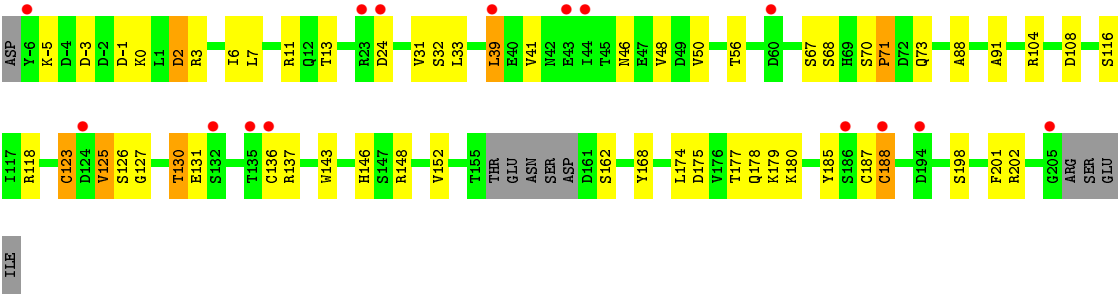 ASP Y-6 K-5 D-4 D-3 D-2 D-1 K0 L1 D2 R3 I6 L7 R11 Q12 T13 R23 D24 V31 S32 L33 L39 E40 V41 N42 E43 I44 T45 N46 E47 V48 D49 V50 T56 D60 S67 S68 H69 S70 P71 D72 Q73 A88 A91 R104 D108 S116
I117 R118 C123 D124 V125 S126 G127 T130 E131 S132 T135 C136 R137 W143 H146 S147 R148 V152 T155 THR GLU ASN SER ASP D161 S162 Y168 L174 D175 V176 T177 Q178 K179 K180 Y185 S186 C187 C188 D194 S198 F201 R202 G205 ARG SER GLU
ILE